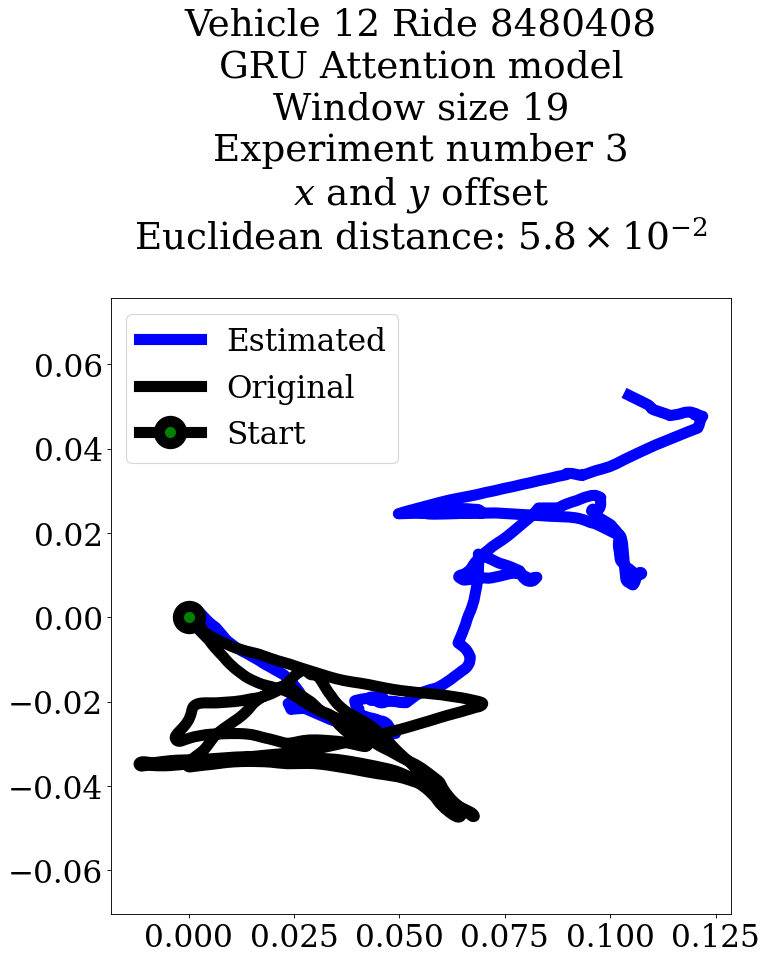 Vehicle 12 Ride 8480408
GRU Attention model
Window size 19
Experiment number 3
x and y offset
Euclidean distance: 5.8 × 10⁻²
Estimated
Original
Start
0.06
0.04
0.02
0.00
−0.02
−0.04
−0.06
0.000 0.025 0.050 0.075 0.100 0.125